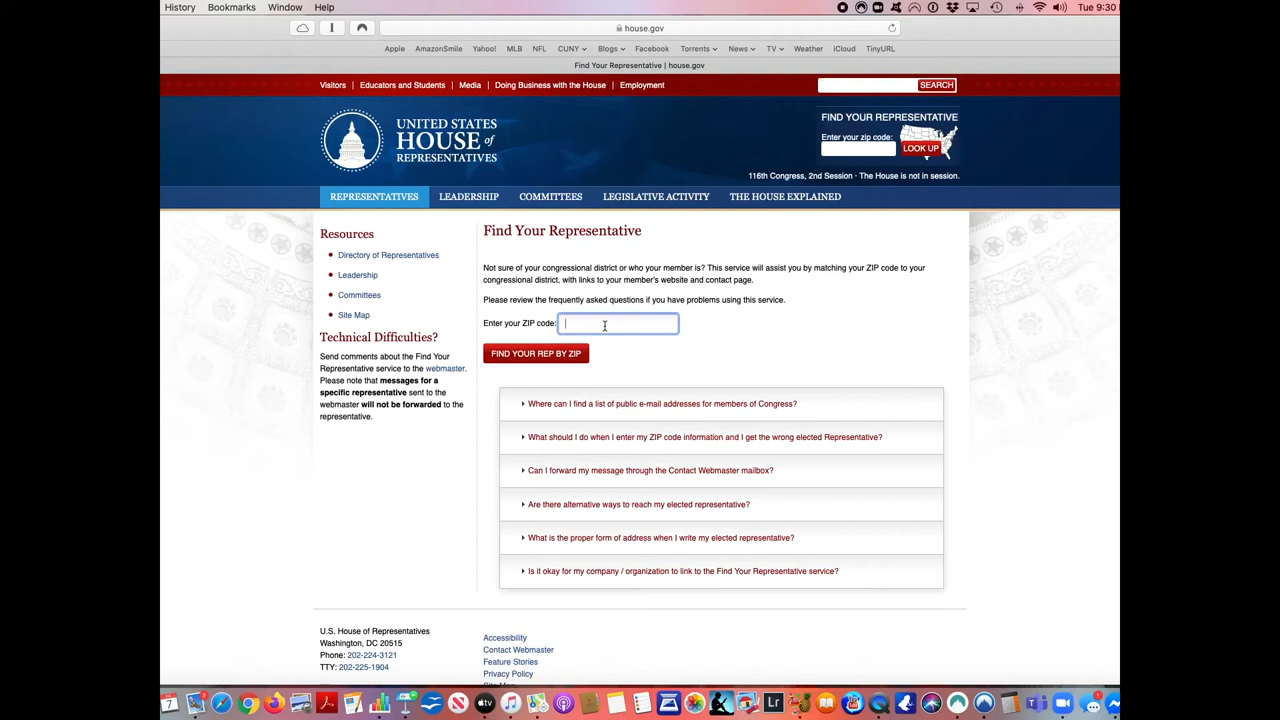 History Bookmarks Window Help Tue 9:30
house.gov
Apple AmazonSmile Yahoo! MLB NFL CUNY Blogs Facebook Torrents News TV Weather iCloud TinyURL
Find Your Representative | house.gov
Visitors | Educators and Students | Media | Doing Business with the House | Employment SEARCH
UNITED STATES
HOUSE of
REPRESENTATIVES
FIND YOUR REPRESENTATIVE
Enter your zip code:
LOOK UP
116th Congress, 2nd Session · The House is not in session.
REPRESENTATIVES LEADERSHIP COMMITTEES LEGISLATIVE ACTIVITY THE HOUSE EXPLAINED
Resources
Directory of Representatives
Leadership
Committees
Site Map
Technical Difficulties?
Send comments about the Find Your
Representative service to the webmaster.
Please note that messages for a
specific representative sent to the
webmaster will not be forwarded to the
representative.
Find Your Representative
Not sure of your congressional district or who your member is? This service will assist you by matching your ZIP code to your
congressional district, with links to your member's website and contact page.
Please review the frequently asked questions if you have problems using this service.
Enter your ZIP code:
FIND YOUR REP BY ZIP
Where can I find a list of public e-mail addresses for members of Congress?
What should I do when I enter my ZIP code information and I get the wrong elected Representative?
Can I forward my message through the Contact Webmaster mailbox?
Are there alternative ways to reach my elected representative?
What is the proper form of address when I write my elected representative?
Is it okay for my company / organization to link to the Find Your Representative service?
U.S. House of Representatives
Washington, DC 20515
Phone: 202-224-3121
TTY: 202-225-1904
Accessibility
Contact Webmaster
Feature Stories
Privacy Policy
Site Map
7
3
tv
Lr
1